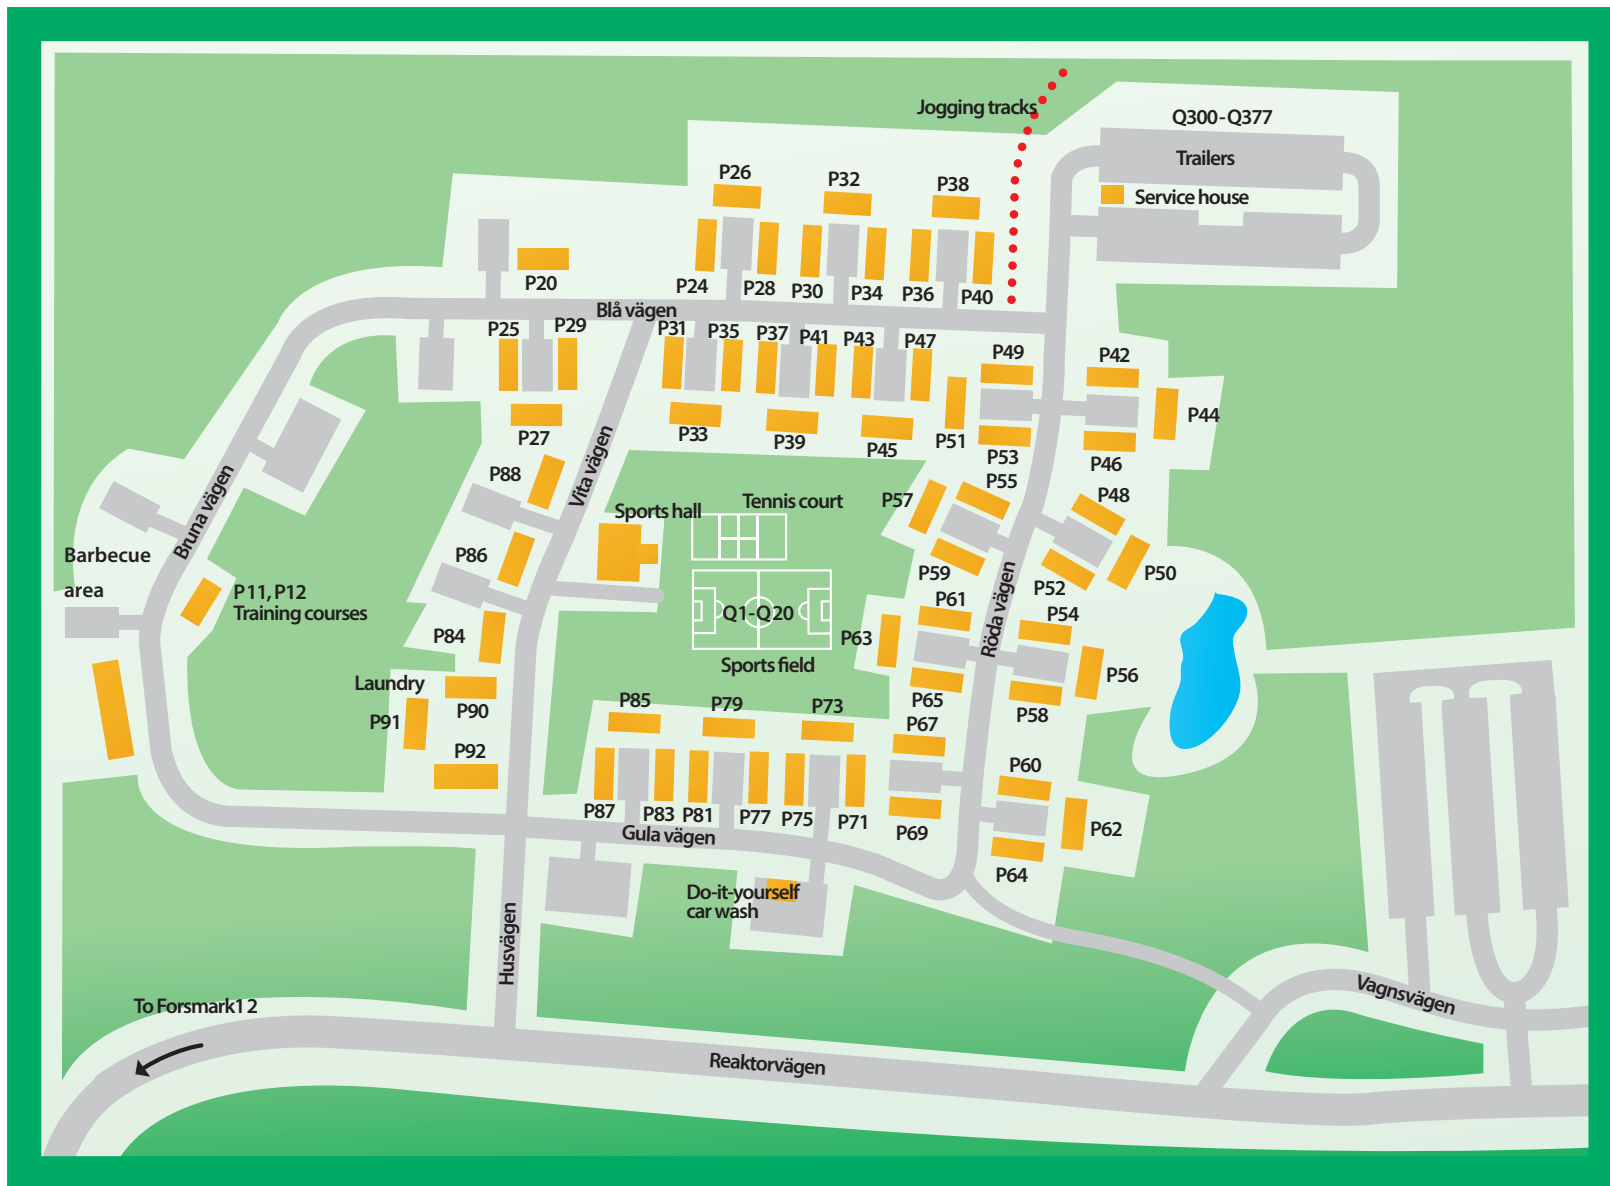 Jogging tracks
Q300-Q377
Trailers
Service house
P26
P32
P38
P20
P24
P28
P30
P34
P36
P40
Blå vägen
P25
P29
P31
P35
P37
P41
P43
P47
P49
P42
P44
P27
P33
P39
P45
P51
P53
P46
P88
Vita vägen
Bruna vägen
Sports hall
Tennis court
P57
P55
P48
P86
P59
P52
P50
Barbecue
area
P11, P12
Training courses
Q1-Q20
Sports field
P61
P63
P54
Röda vägen
P84
P65
P56
P58
Laundry
P90
P91
P92
P85
P79
P73
P67
P60
P87
P83
P81
P77
P75
P71
P69
P62
P64
Gula vägen
Do-it-yourself
car wash
Husvägen
Vagnsvägen
To Forsmark1 2
Reaktorvägen